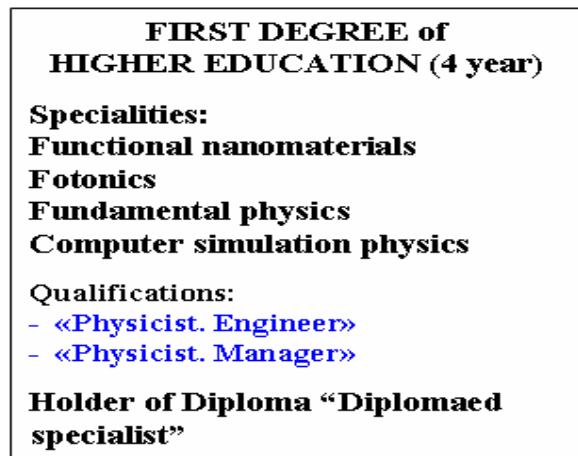 FIRST DEGREE of
HIGHER EDUCATION (4 year)
Specialities:
Functional nanomaterials
Fotonics
Fundamental physics
Computer simulation physics
Qualifications:
- «Physicist. Engineer»
- «Physicist. Manager»
Holder of Diploma “Diplomaed
specialist”